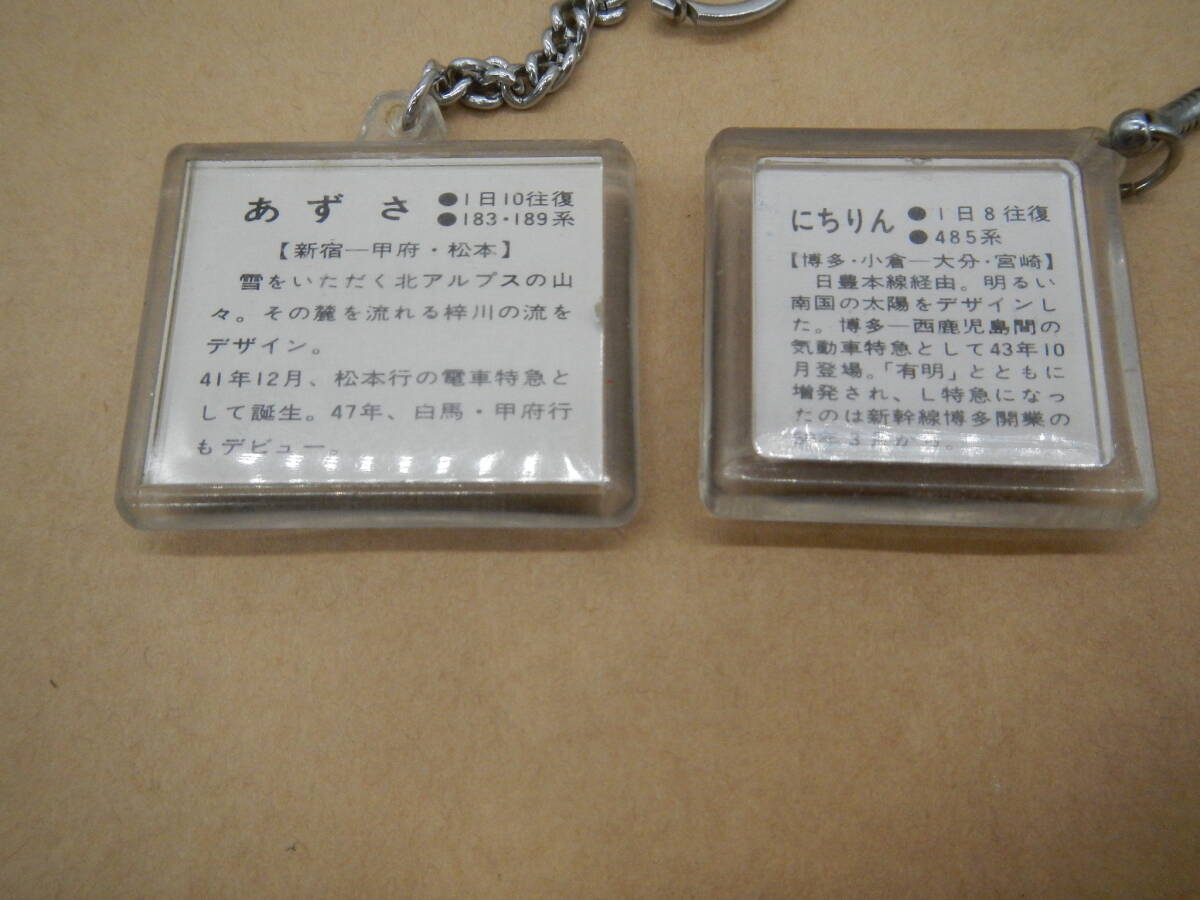 あずさ
●1日10往復
●183・189系
【新宿―甲府・松本】
雪をいただく北アルプスの山
々。その麓を流れる梓川の流を
デザイン。
41年12月、松本行の電車特急と
して誕生。47年、白馬・甲府行
もデビュー。
にちりん
●1日8往復
●485系
【博多・小倉―大分・宮崎】
日豊本線経由。明るい
南国の太陽をデザインし
た。博多―西鹿児島間の
気動車特急として43年10
月登場。「有明」とともに
増発され、L特急になっ
たのは新幹線博多開業の
3月